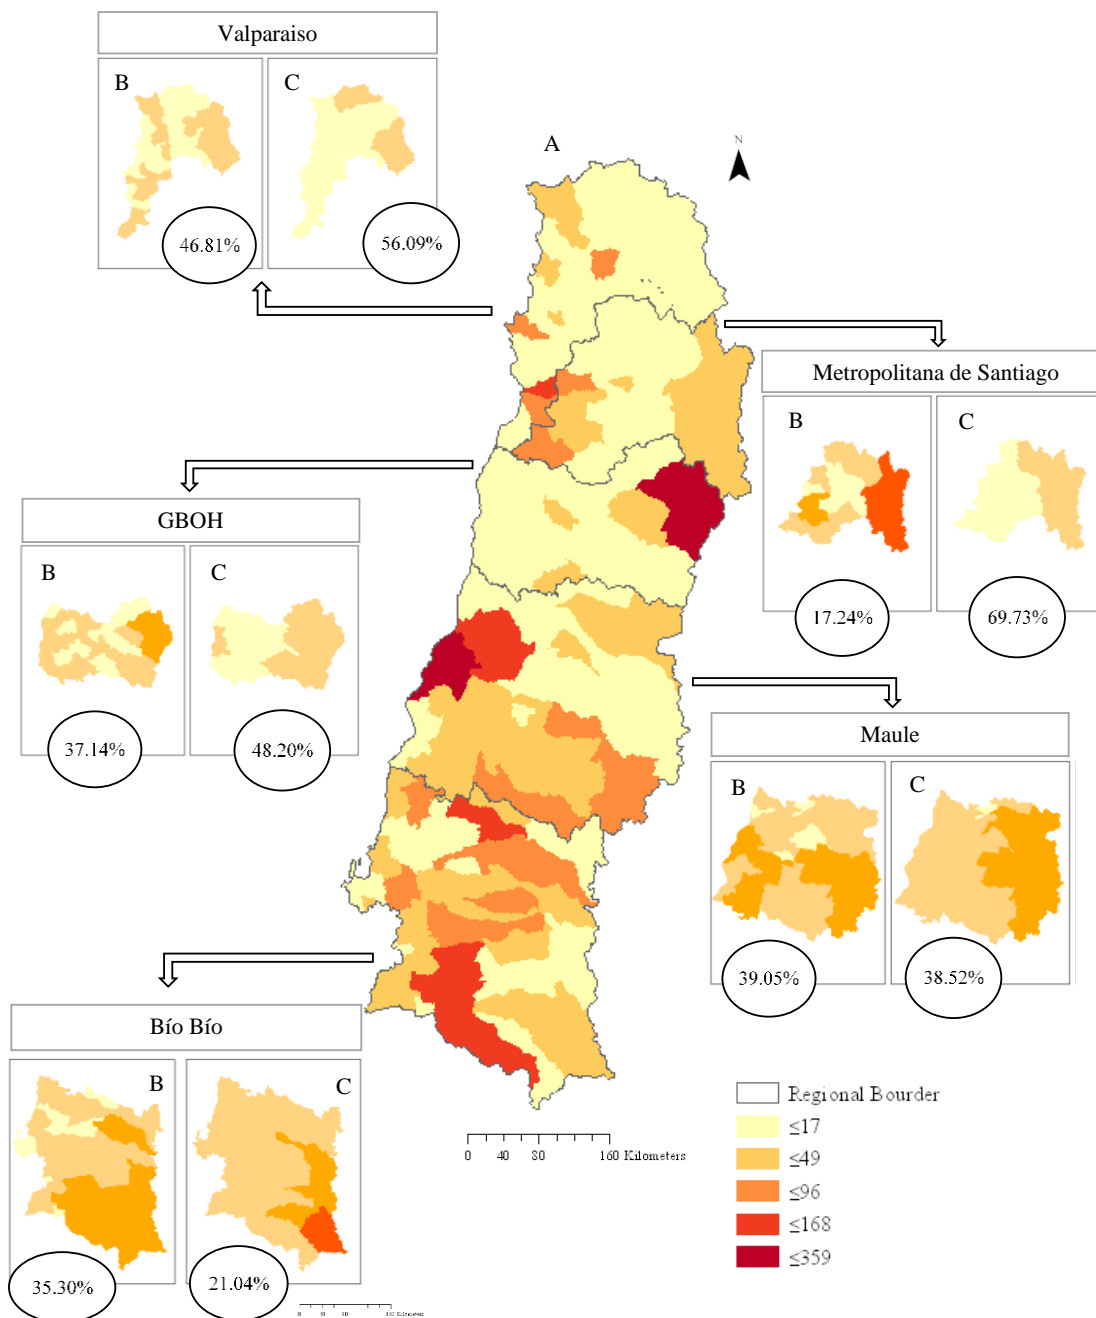 Valparaiso
B
C
46.81%
56.09%
A
N
Metropolitana de Santiago
B
C
17.24%
69.73%
GBOH
B
C
37.14%
48.20%
Maule
B
C
39.05%
38.52%
Bío Bío
B
C
35.30%
21.04%
0 40 80 160 Kilometers
Regional Bourder
≤17
≤49
≤96
≤168
≤359